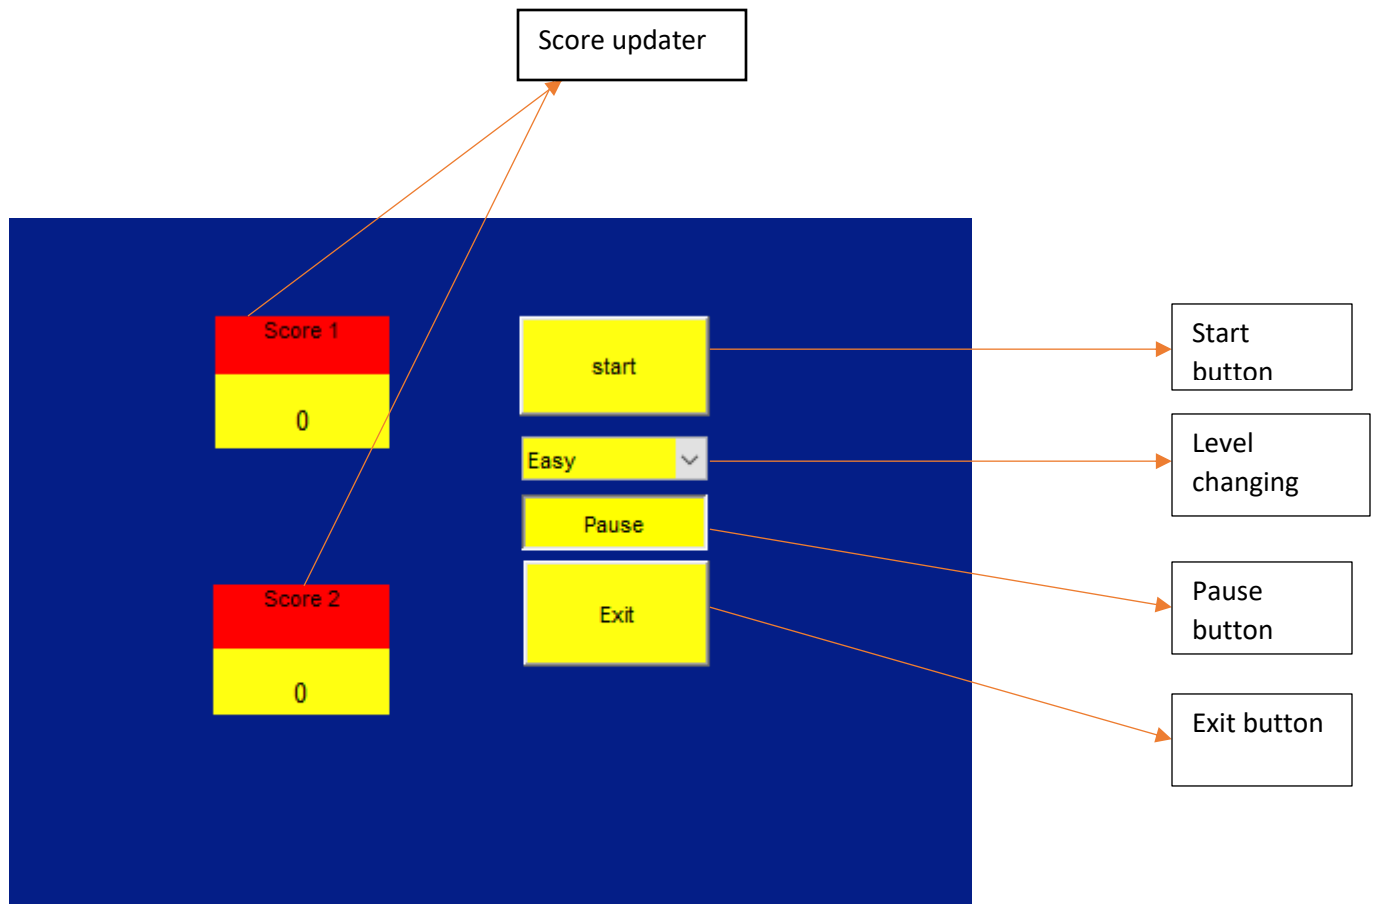 Score updater
Score 1
0
start
Easy
Pause
Exit
Score 2
0
Start
button
Level
changing
Pause
button
Exit button